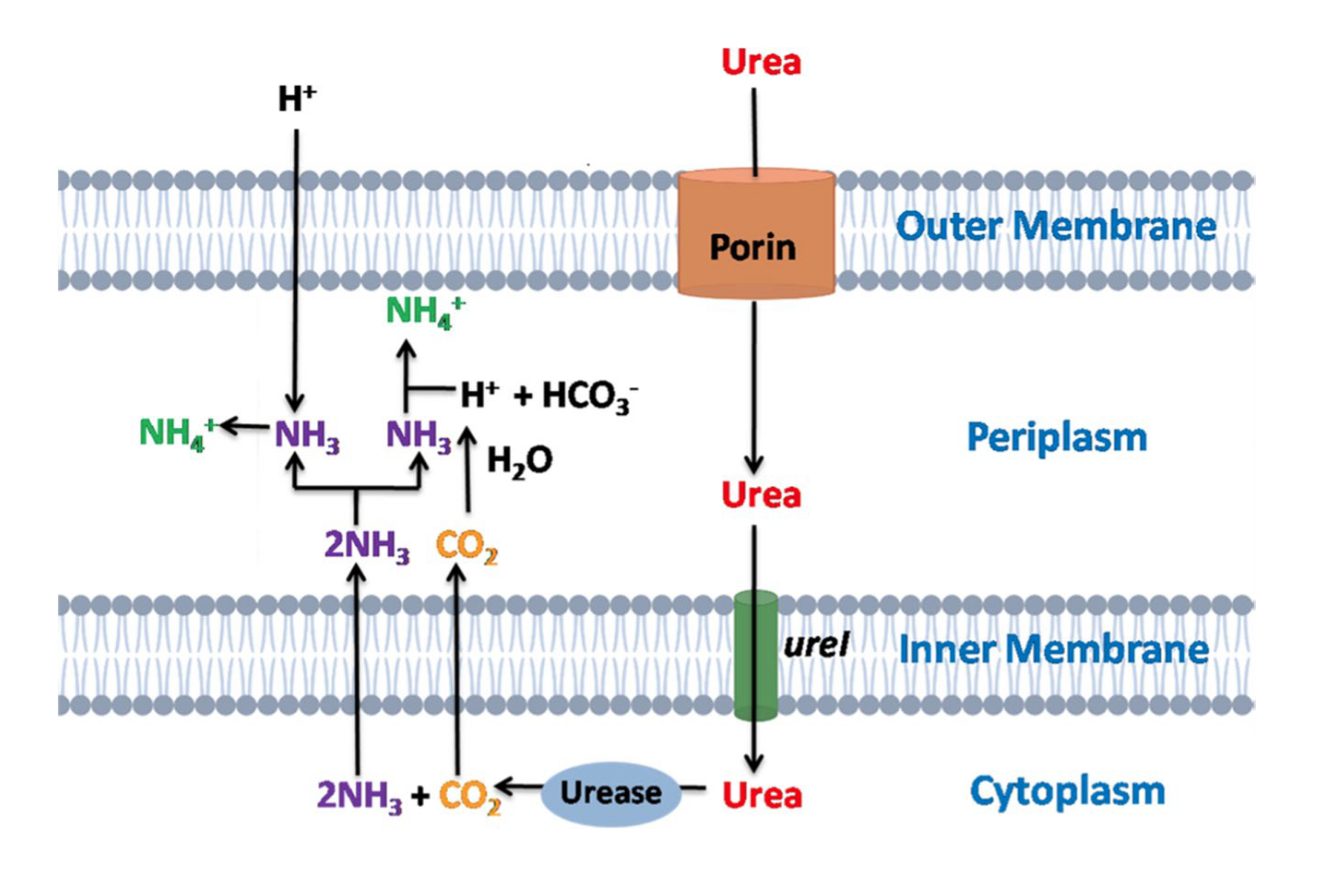 Urea
H⁺
Outer Membrane
Porin
NH₄⁺
H⁺ + HCO₃⁻
NH₄⁺
NH₃
NH₃
H₂O
Periplasm
Urea
2NH₃
CO₂
ureI
Inner Membrane
2NH₃ + CO₂
Urease
Urea
Cytoplasm